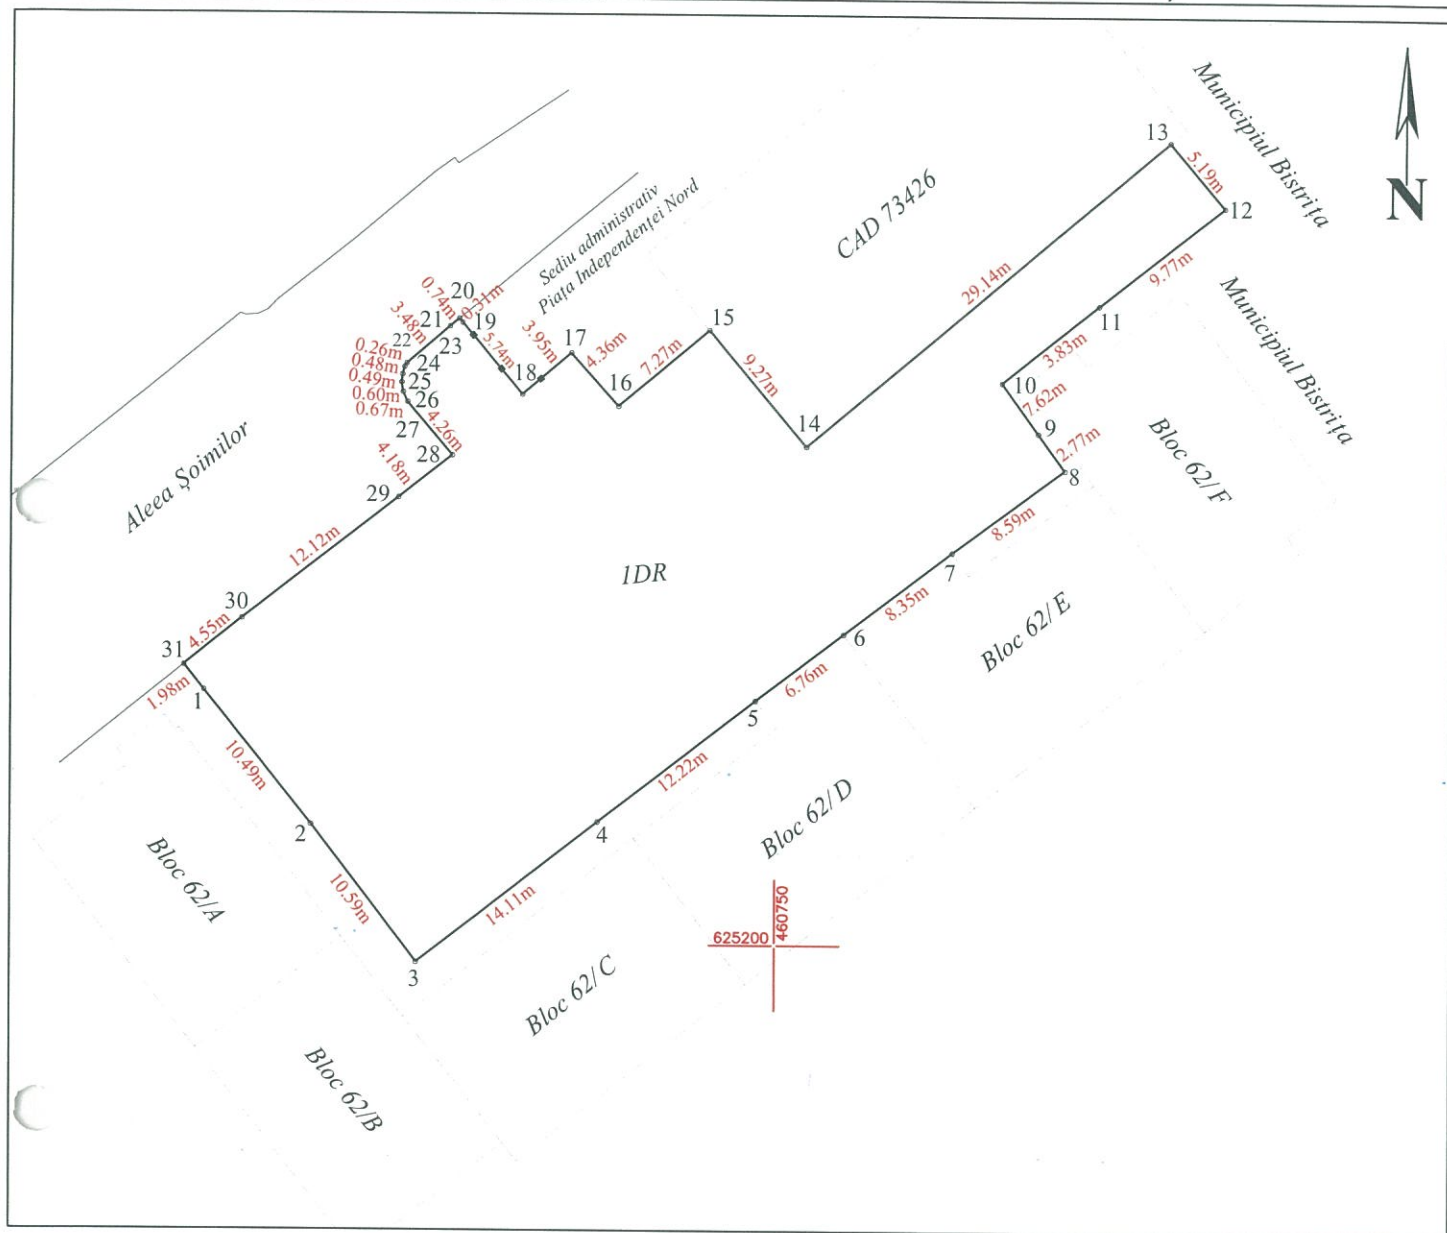 Municipiul Bistrița
N
13
5.19m
12
CAD 73426
Sediu administrativ
Piața Independenței Nord
29.14m
9.77m
Municipiul Bistrița
20
0.74m
0.31m
3.48m
21
19
23
22
0.26m
0.48m
24
0.49m
25
0.60m
26
0.67m
27
4.26m
28
5.74m
3.95m
18
17
4.36m
16
7.27m
15
9.27m
14
11
3.83m
10
7.62m
9
2.77m
8
Bloc 62/F
Aleea Șoimilor
4.18m
29
12.12m
30
4.55m
31
1.98m
1
1DR
8.59m
7
8.35m
6
Bloc 62/E
6.76m
5
10.49m
12.22m
Bloc 62/D
2
4
Bloc 62/A
10.59m
14.11m
3
625200
460750
Bloc 62/C
Bloc 62/B